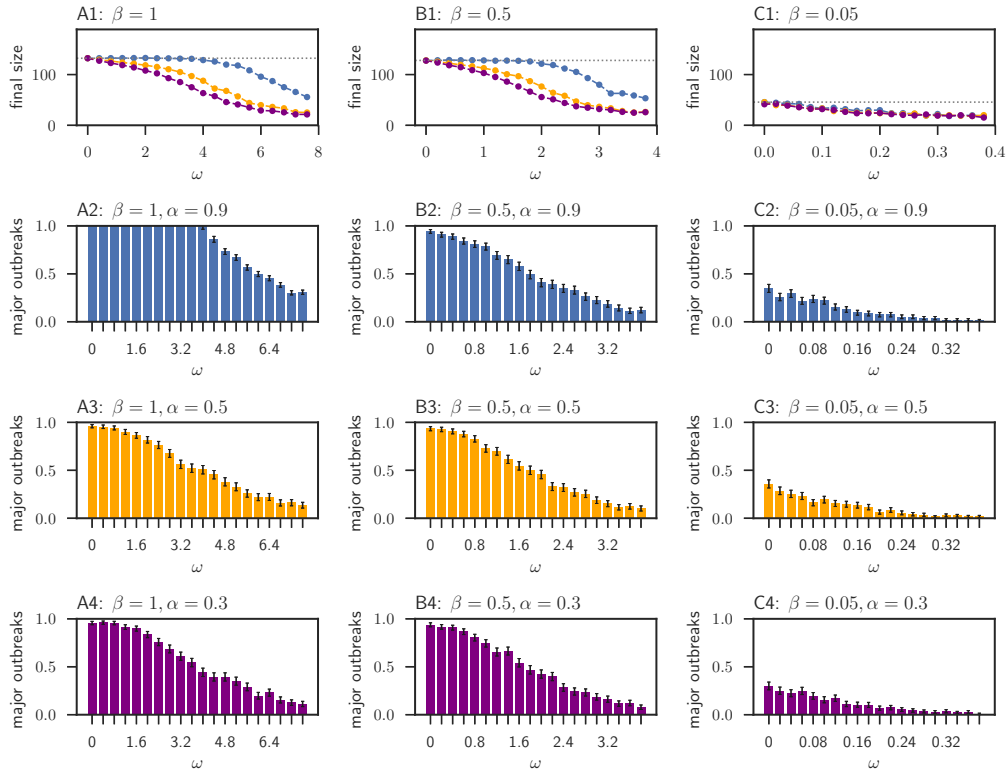 A1: β = 1
final size
100
0
0 2 4 6 8
ω
B1: β = 0.5
final size
100
0
0 1 2 3 4
ω
C1: β = 0.05
final size
100
0
0.0 0.1 0.2 0.3 0.4
ω
A2: β = 1, α = 0.9
major outbreaks
1.0
0.5
0.0
0 1.6 3.2 4.8 6.4
ω
B2: β = 0.5, α = 0.9
major outbreaks
1.0
0.5
0.0
0 0.8 1.6 2.4 3.2
ω
C2: β = 0.05, α = 0.9
major outbreaks
1.0
0.5
0.0
0 0.08 0.16 0.24 0.32
ω
A3: β = 1, α = 0.5
major outbreaks
1.0
0.5
0.0
0 1.6 3.2 4.8 6.4
ω
B3: β = 0.5, α = 0.5
major outbreaks
1.0
0.5
0.0
0 0.8 1.6 2.4 3.2
ω
C3: β = 0.05, α = 0.5
major outbreaks
1.0
0.5
0.0
0 0.08 0.16 0.24 0.32
ω
A4: β = 1, α = 0.3
major outbreaks
1.0
0.5
0.0
0 1.6 3.2 4.8 6.4
ω
B4: β = 0.5, α = 0.3
major outbreaks
1.0
0.5
0.0
0 0.8 1.6 2.4 3.2
ω
C4: β = 0.05, α = 0.3
major outbreaks
1.0
0.5
0.0
0 0.08 0.16 0.24 0.32
ω